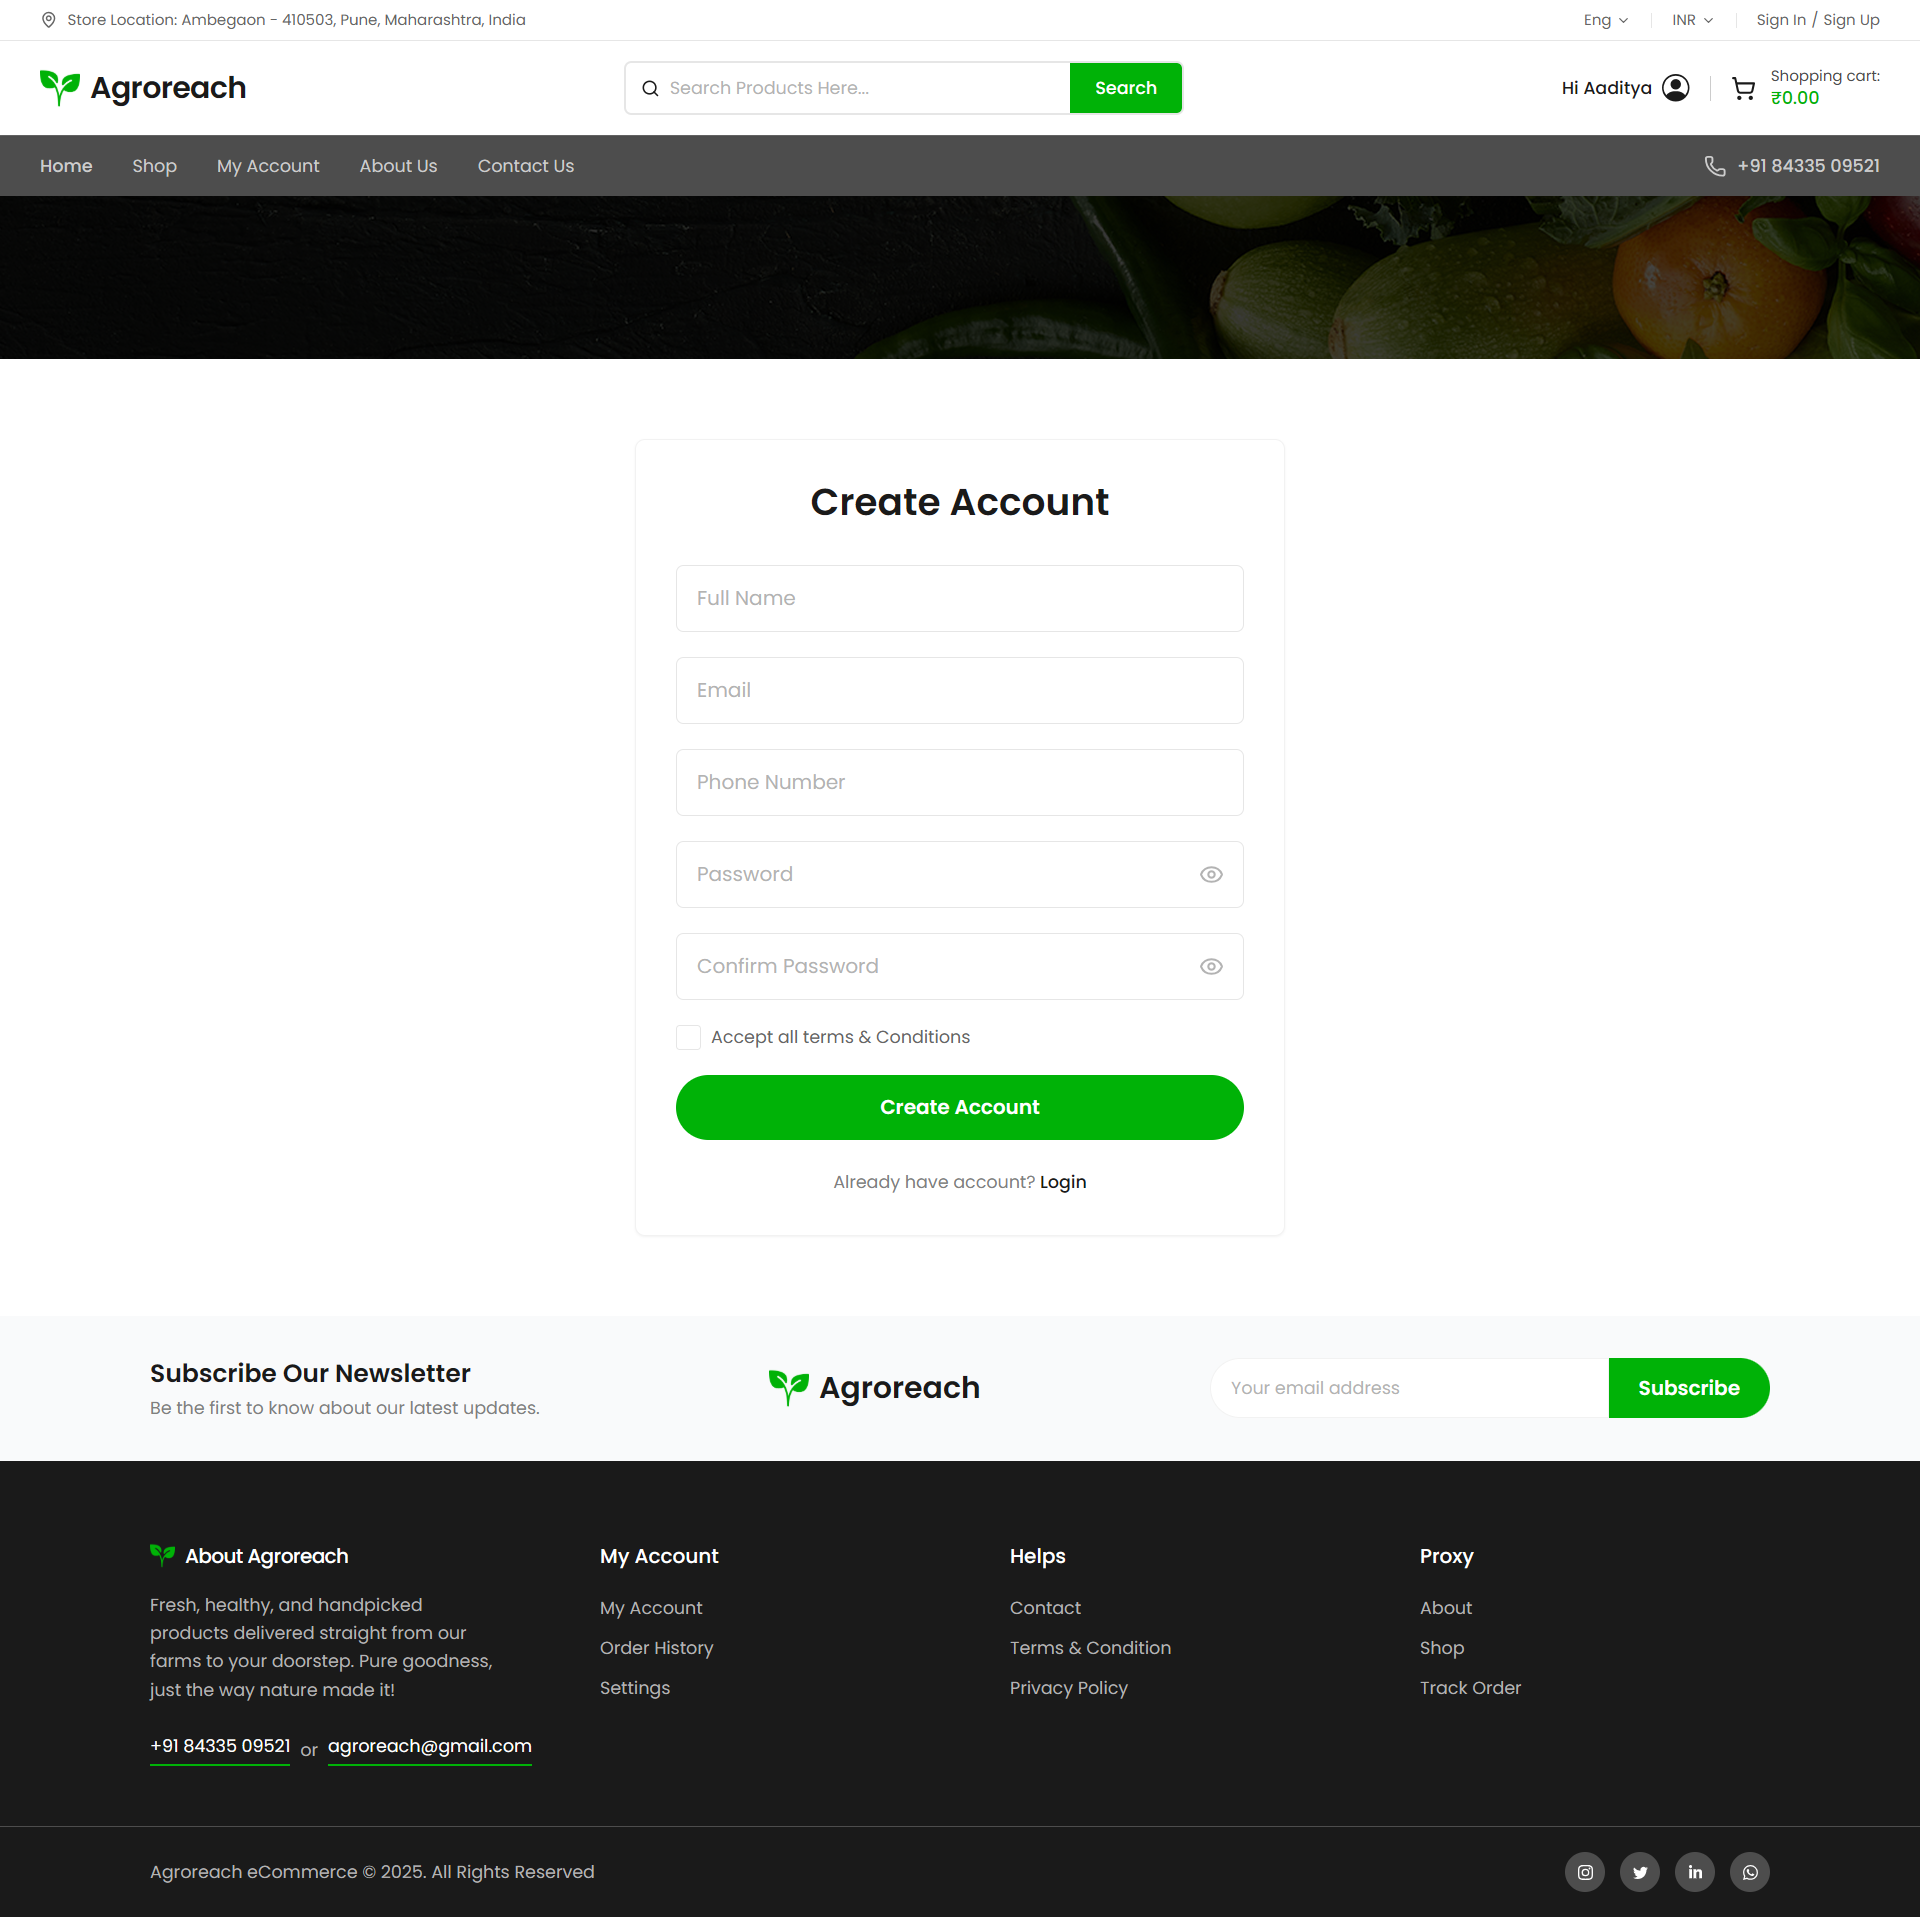 Store Location: Ambegaon - 410503, Pune, Maharashtra, India
Eng
INR
Sign In / Sign Up
Agroreach
Search Products Here...
Search
Hi Aaditya
Shopping cart:
₹0.00
Home
Shop
My Account
About Us
Contact Us
+91 84335 09521
Create Account
Full Name
Email
Phone Number
Password
Confirm Password
Accept all terms & Conditions
Create Account
Already have account? Login
Subscribe Our Newsletter
Be the first to know about our latest updates.
Agroreach
Your email address
Subscribe
About Agroreach
Fresh, healthy, and handpicked
products delivered straight from our
farms to your doorstep. Pure goodness,
just the way nature made it!
+91 84335 09521 or agroreach@gmail.com
My Account
My Account
Order History
Settings
Helps
Contact
Terms & Condition
Privacy Policy
Proxy
About
Shop
Track Order
Agroreach eCommerce © 2025. All Rights Reserved